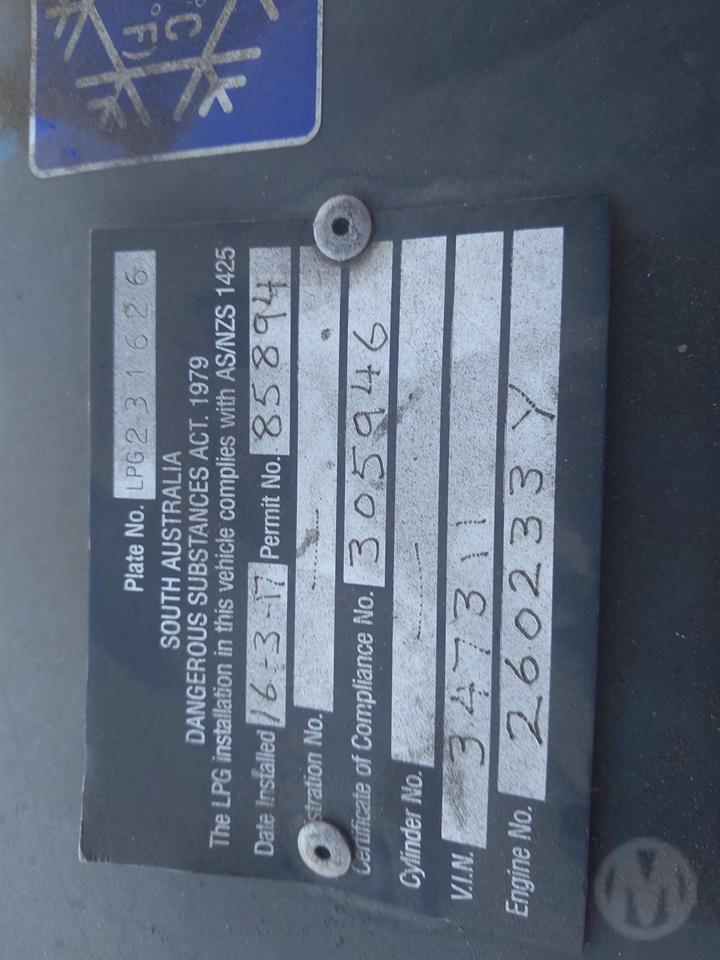 °C
°F)
Plate No. LPG231626
SOUTH AUSTRALIA
DANGEROUS SUBSTANCES ACT. 1979
The LPG installation in this vehicle complies with AS/NZS 1425
Date Installed 16-3-17 Permit No. 85894
stration No.
Certificate of Compliance No. 305946
Cylinder No.
V.I.N. 347311
Engine No. 260233Y
M